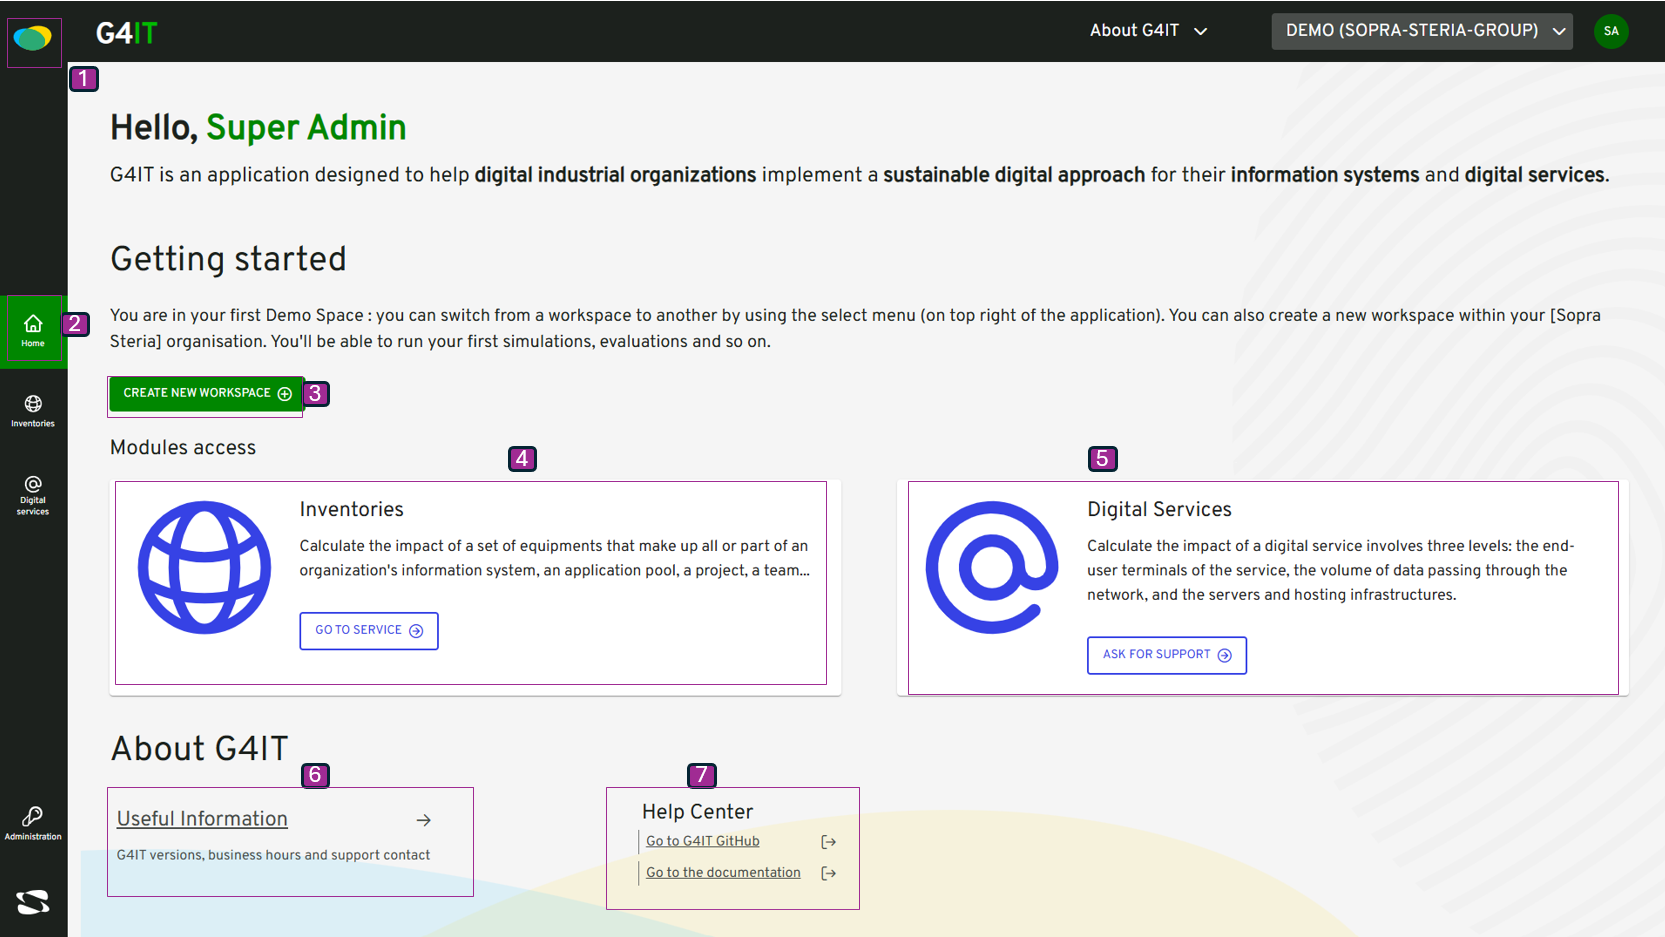 G4IT
About G4IT
DEMO (SOPRA-STERIA-GROUP)
SA
1
Hello, Super Admin
G4IT is an application designed to help digital industrial organizations implement a sustainable digital approach for their information systems and digital services.
Getting started
You are in your first Demo Space : you can switch from a workspace to another by using the select menu (on top right of the application). You can also create a new workspace within your [Sopra
Steria] organisation. You'll be able to run your first simulations, evaluations and so on.
Home
2
CREATE NEW WORKSPACE
3
Inventories
Modules access
4
5
Digital
services
Inventories
Calculate the impact of a set of equipments that make up all or part of an
organization's information system, an application pool, a project, a team...
GO TO SERVICE
Digital Services
Calculate the impact of a digital service involves three levels: the end-
user terminals of the service, the volume of data passing through the
network, and the servers and hosting infrastructures.
ASK FOR SUPPORT
About G4IT
6
7
Useful Information
G4IT versions, business hours and support contact
Help Center
Go to G4IT GitHub
Go to the documentation
Administration